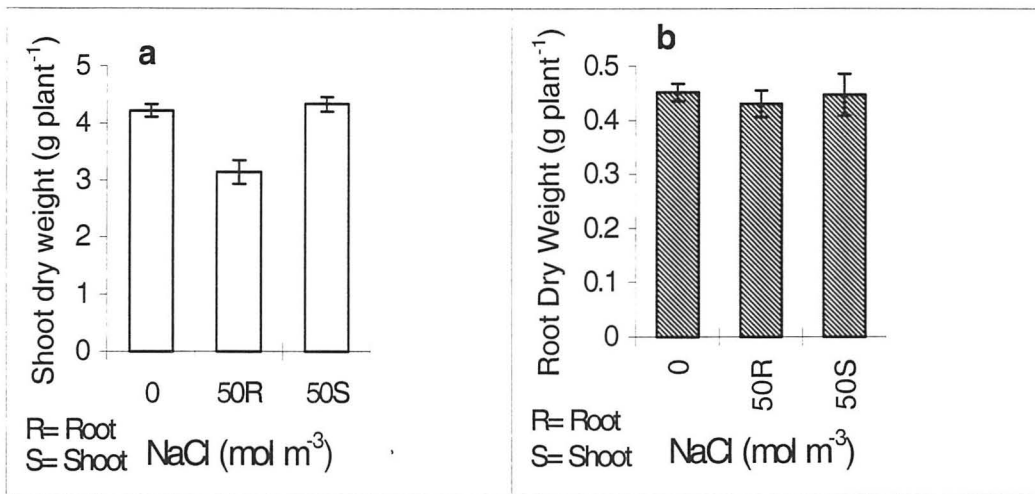 a
Shoot dry weight (g plant⁻¹)
5
4
3
2
1
0
0 50R 50S
R= Root
S= Shoot NaCl (mol m⁻³)
b
Root Dry Weight (g plant⁻¹)
0.5
0.4
0.3
0.2
0.1
0
0 50R 50S
R= Root
S= Shoot NaCl (mol m⁻³)